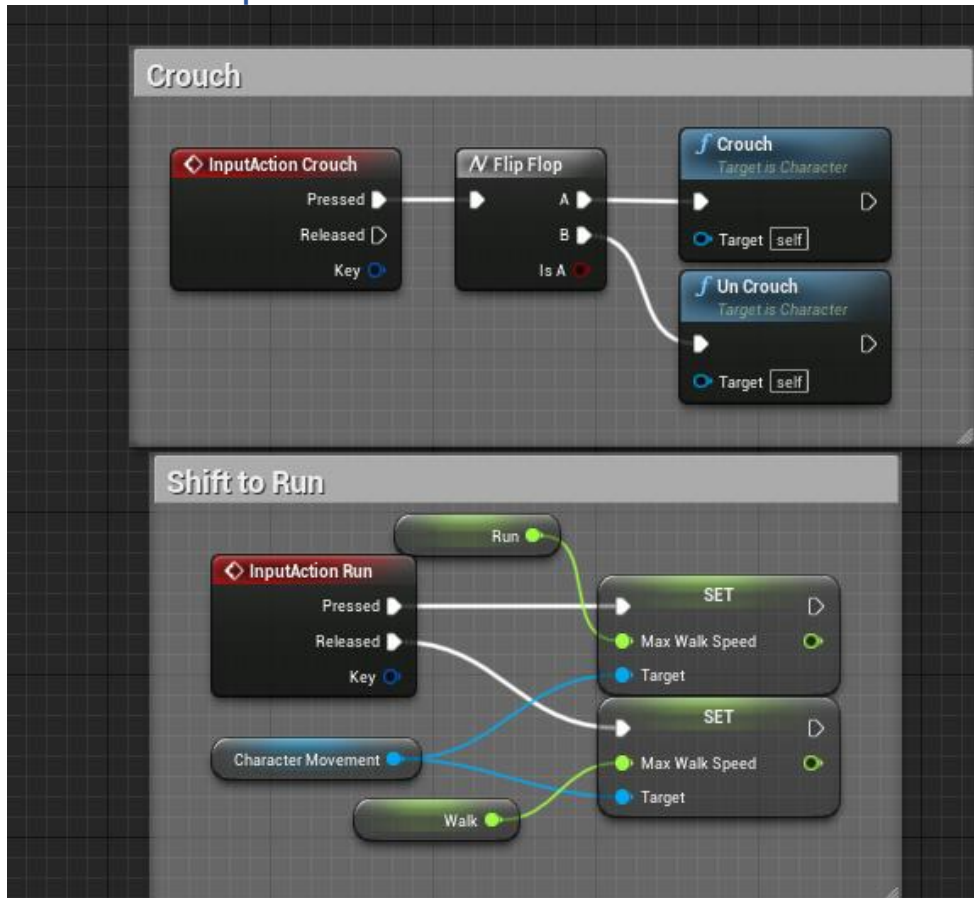 Crouch
InputAction Crouch
Pressed
Released
Key
Flip Flop
A
B
Is A
f Crouch
Target is Character
Target self
f Un Crouch
Target is Character
Target self
Shift to Run
Run
InputAction Run
Pressed
Released
Key
SET
Max Walk Speed
Target
SET
Max Walk Speed
Target
Character Movement
Walk